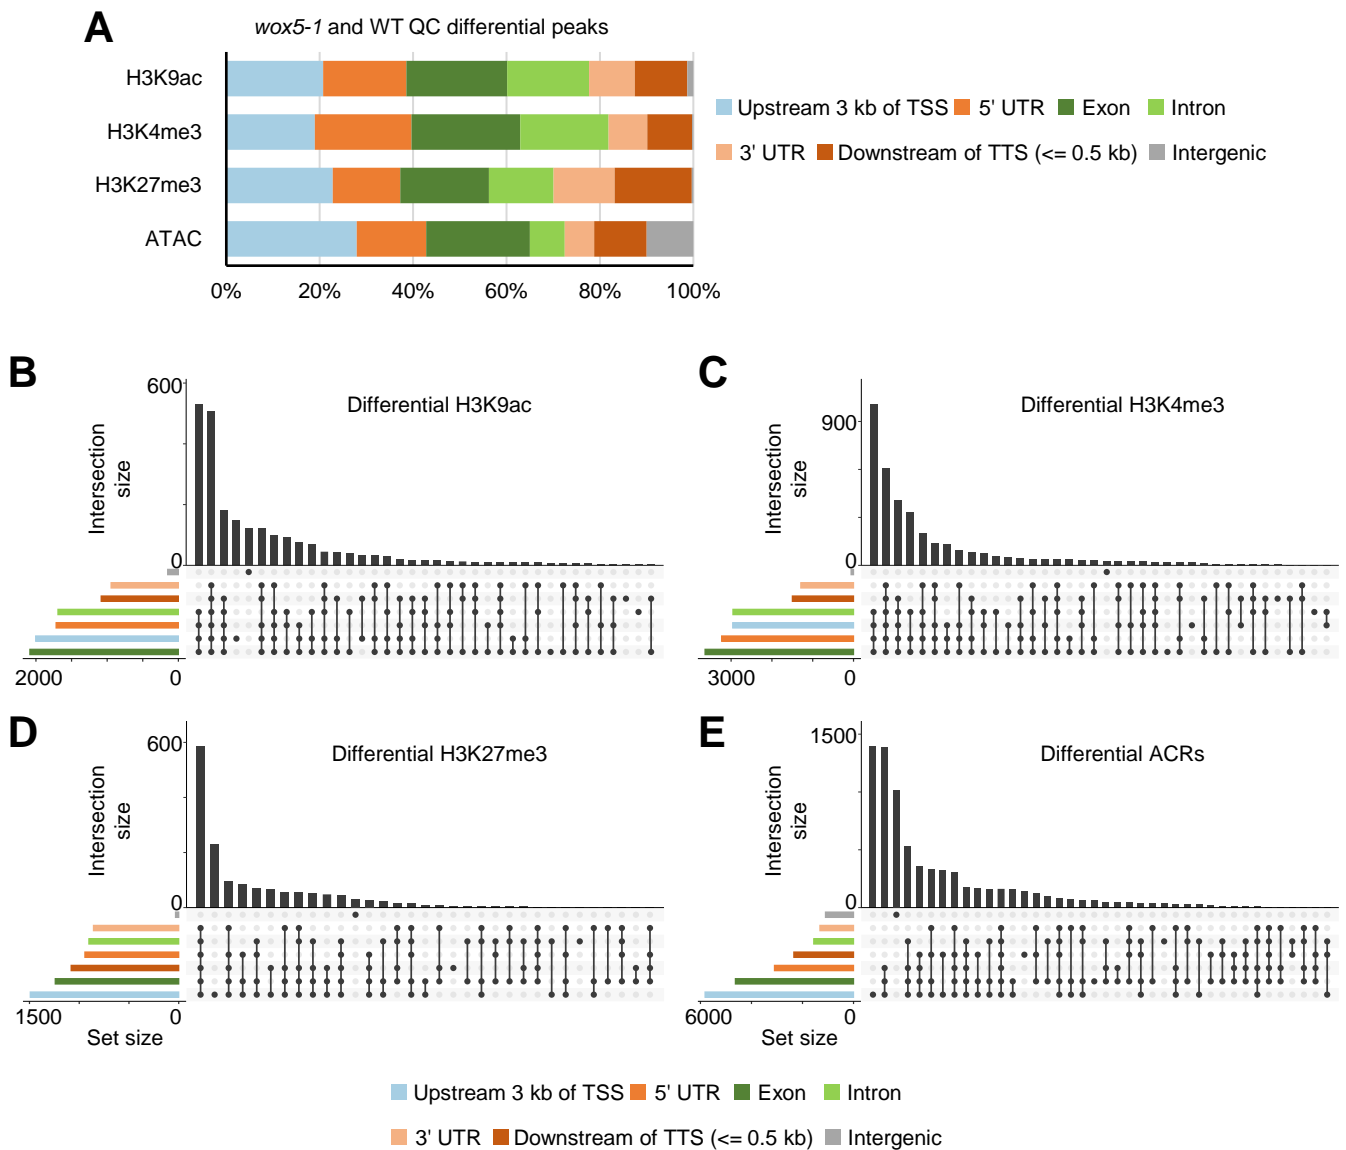 A
wox5-1 and WT QC differential peaks
H3K9ac
H3K4me3
H3K27me3
ATAC
0% 20% 40% 60% 80% 100%
Upstream 3 kb of TSS 5' UTR Exon Intron
3' UTR Downstream of TTS (<= 0.5 kb) Intergenic
B
Differential H3K9ac
Intersection
size
600
0
2000 0
C
Differential H3K4me3
Intersection
size
900
0
3000 0
D
Differential H3K27me3
Intersection
size
600
0
1500 0
Set size
E
Differential ACRs
Intersection
size
1500
0
6000 0
Set size
Upstream 3 kb of TSS 5' UTR Exon Intron
3' UTR Downstream of TTS (<= 0.5 kb) Intergenic